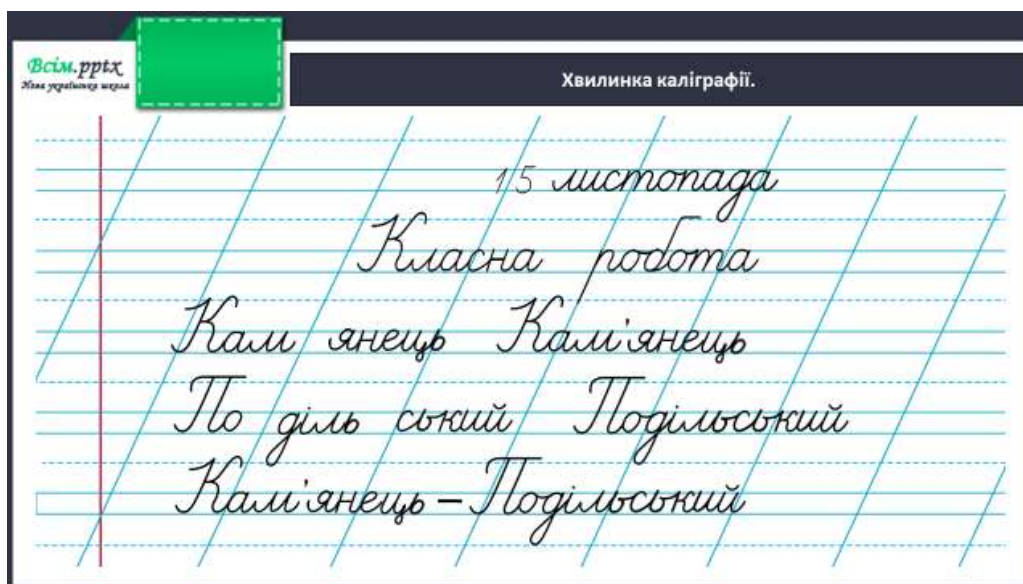 Всім.pptx
Нова українська школа
Хвилинка каліграфії.
15 листопада
Класна робота
Кам янець Кам'янець
По діль ський Подільський
Кам'янець – Подільський